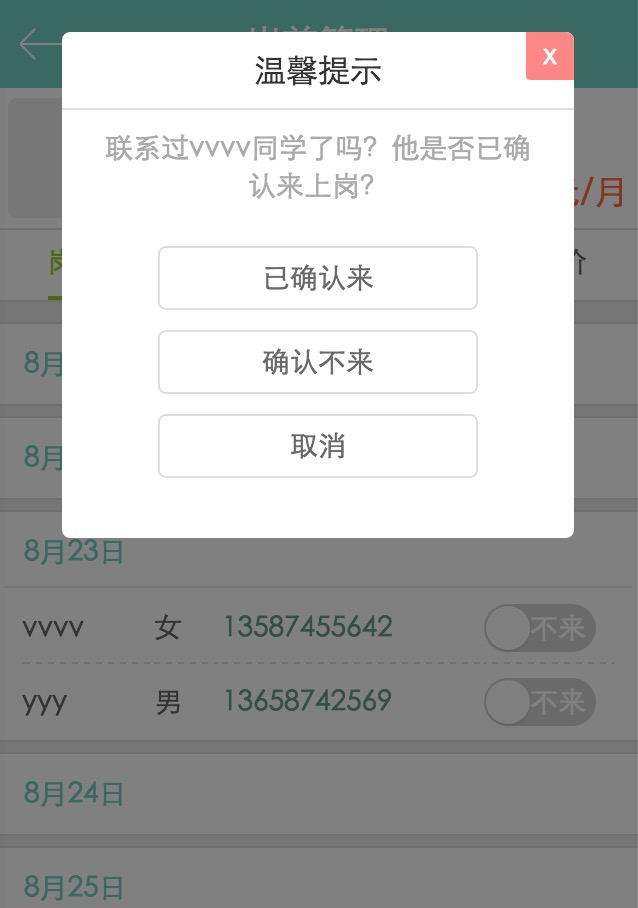 温馨提示
X
联系过vvvv同学了吗？他是否已确
认来上岗？
/月
岗
价
已确认来
确认不来
取消
8月
8月
8月23日
vvvv 女 13587455642 不来
yyy 男 13658742569 不来
8月24日
8月25日